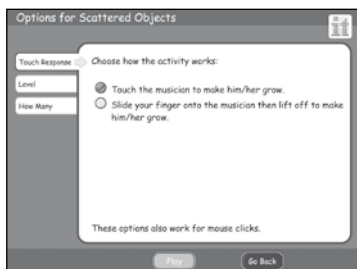 Options for Scattered Objects
it
Touch Response
Choose how the activity works:
Level
Touch the musician to make him/her grow.
How Many
Slide your finger onto the musician then lift off to make
him/her grow.
These options also work for mouse clicks.
Play
Go Back